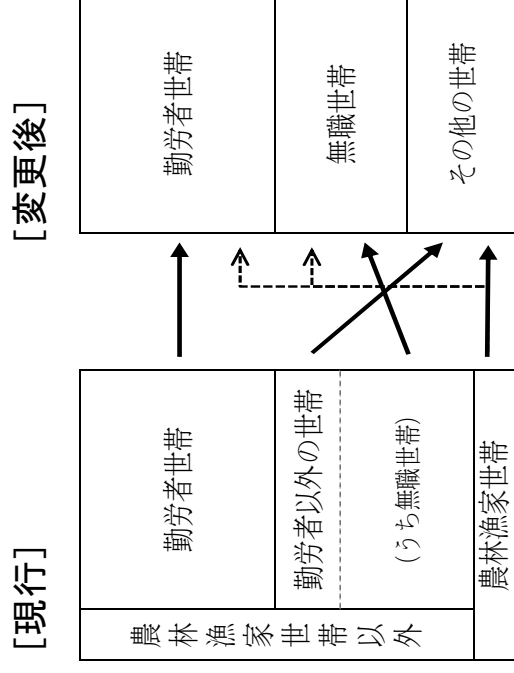 [現行]
農林漁家世帯以外
勤労者世帯
勤労者以外の世帯
(うち無職世帯)
農林漁家世帯
[変更後]
勤労者世帯
無職世帯
その他の世帯